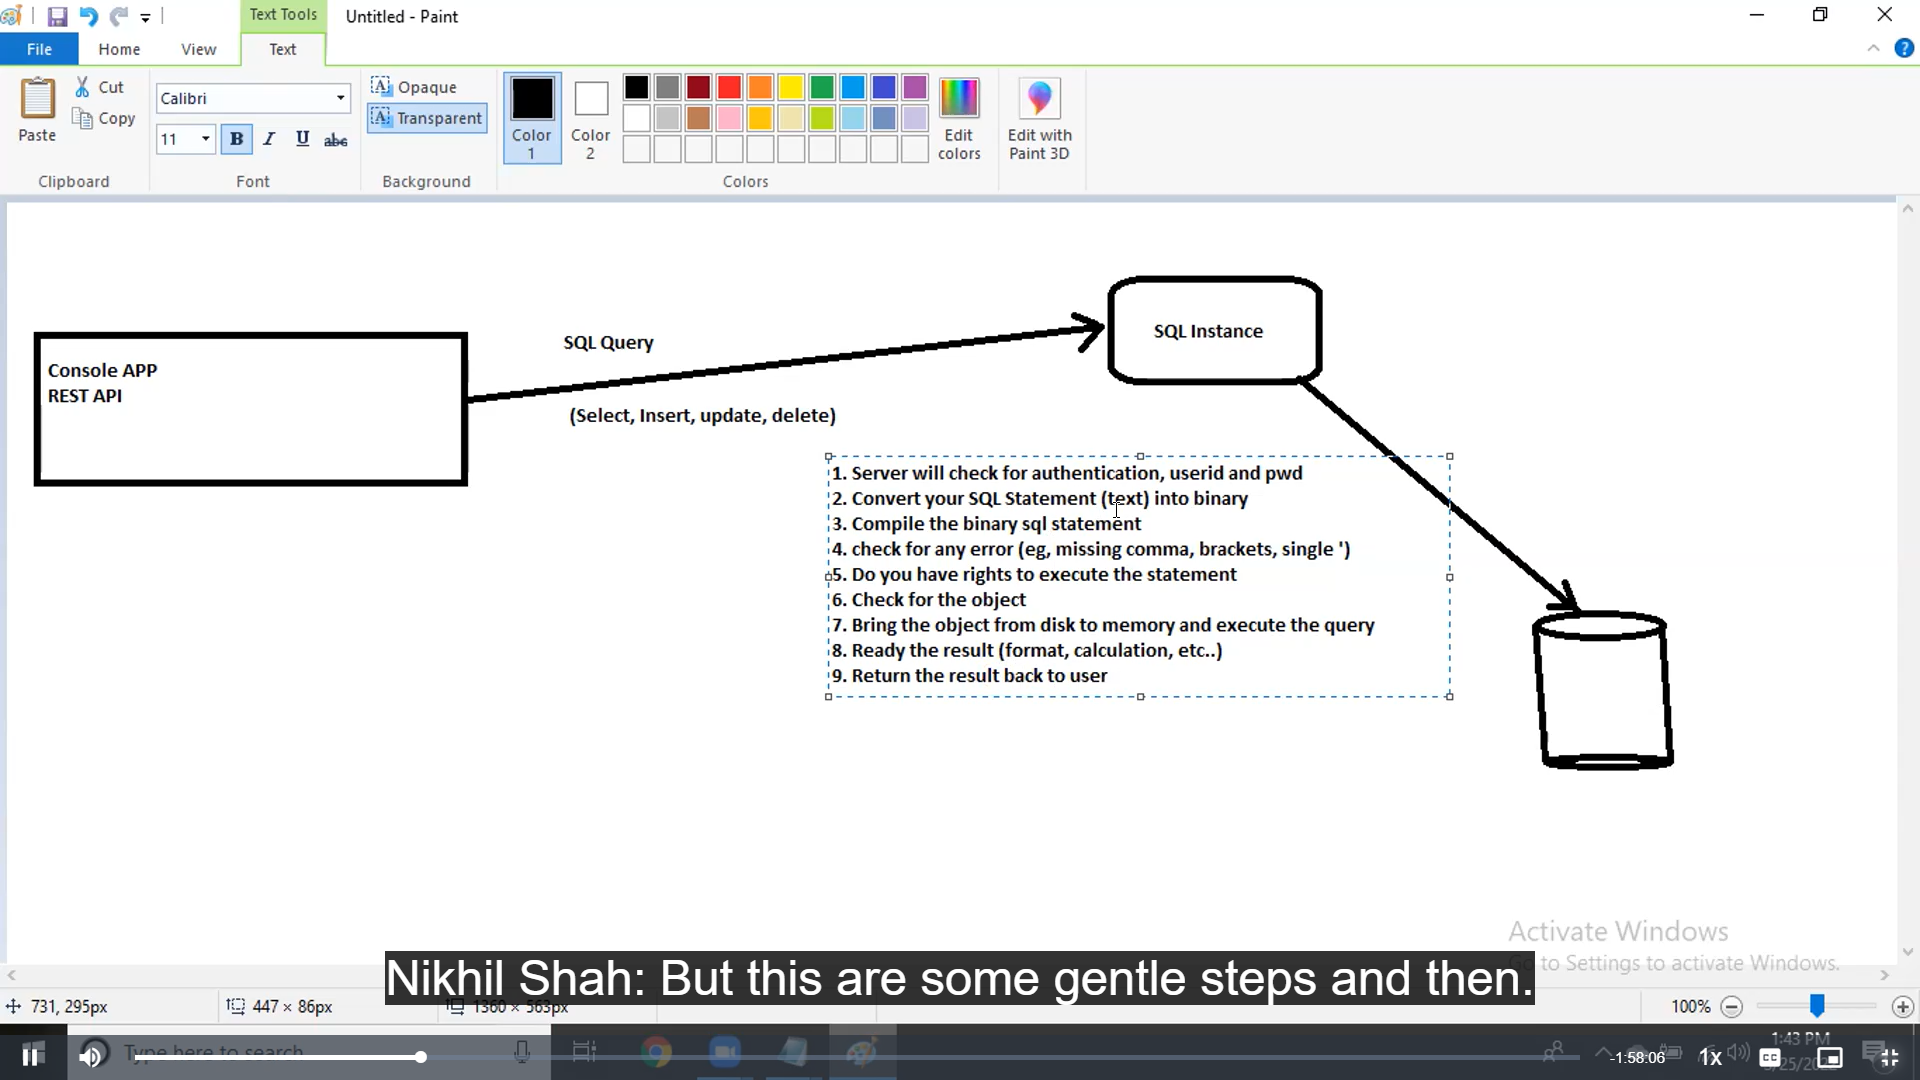 Text Tools
Untitled - Paint
File
Home
View
Text
Paste
Cut
Copy
Clipboard
Calibri
11
B
I
U
abc
Font
Opaque
Transparent
Background
Color
1
Color
2
Edit
colors
Colors
Edit with
Paint 3D
SQL Instance
SQL Query
Console APP
REST API
(Select, Insert, update, delete)
1. Server will check for authentication, userid and pwd
2. Convert your SQL Statement (text) into binary
3. Compile the binary sql statement
4. check for any error (eg, missing comma, brackets, single ')
5. Do you have rights to execute the statement
6. Check for the object
7. Bring the object from disk to memory and execute the query
8. Ready the result (format, calculation, etc..)
9. Return the result back to user
Activate Windows
to Settings to activate Windows.
Nikhil Shah: But this are some gentle steps and then.
731, 295px
447 × 86px
1360 × 563px
100%
Type here to search
-1:58:06
1x
CC
1:43 PM